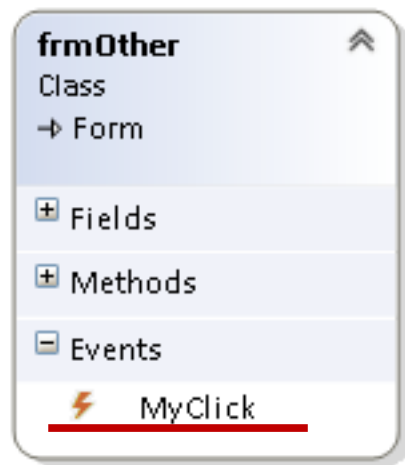 frmOther
Class
Form
Fields
Methods
Events
MyClick